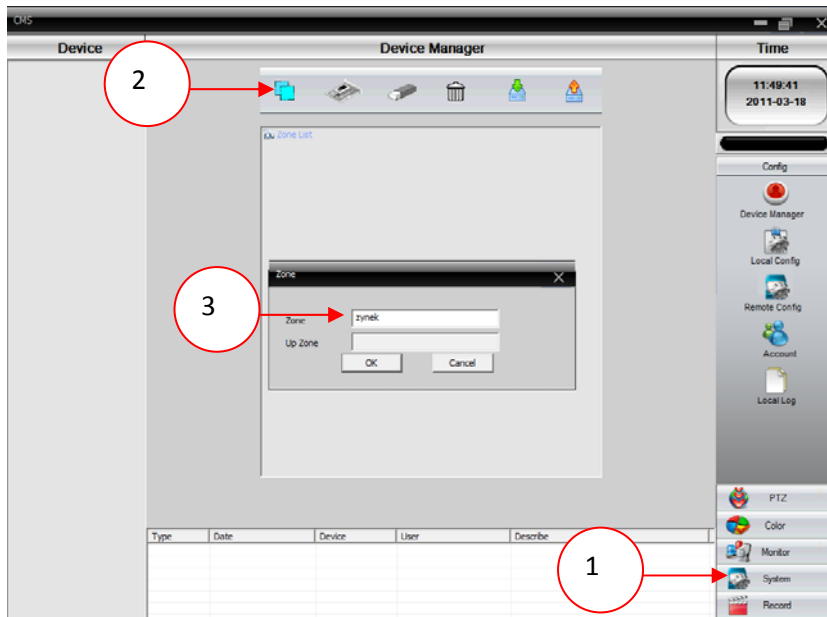 CMS
Device
Device Manager
Time
2
11:49:41
2011-03-18
Zone List
Config
Device Manager
Local Config
Remote Config
Account
Local Log
Zone
3
Zone
zynek
Up Zone
OK
Cancel
PTZ
Color
Monitor
System
Record
Type
Date
Device
User
Describe
1